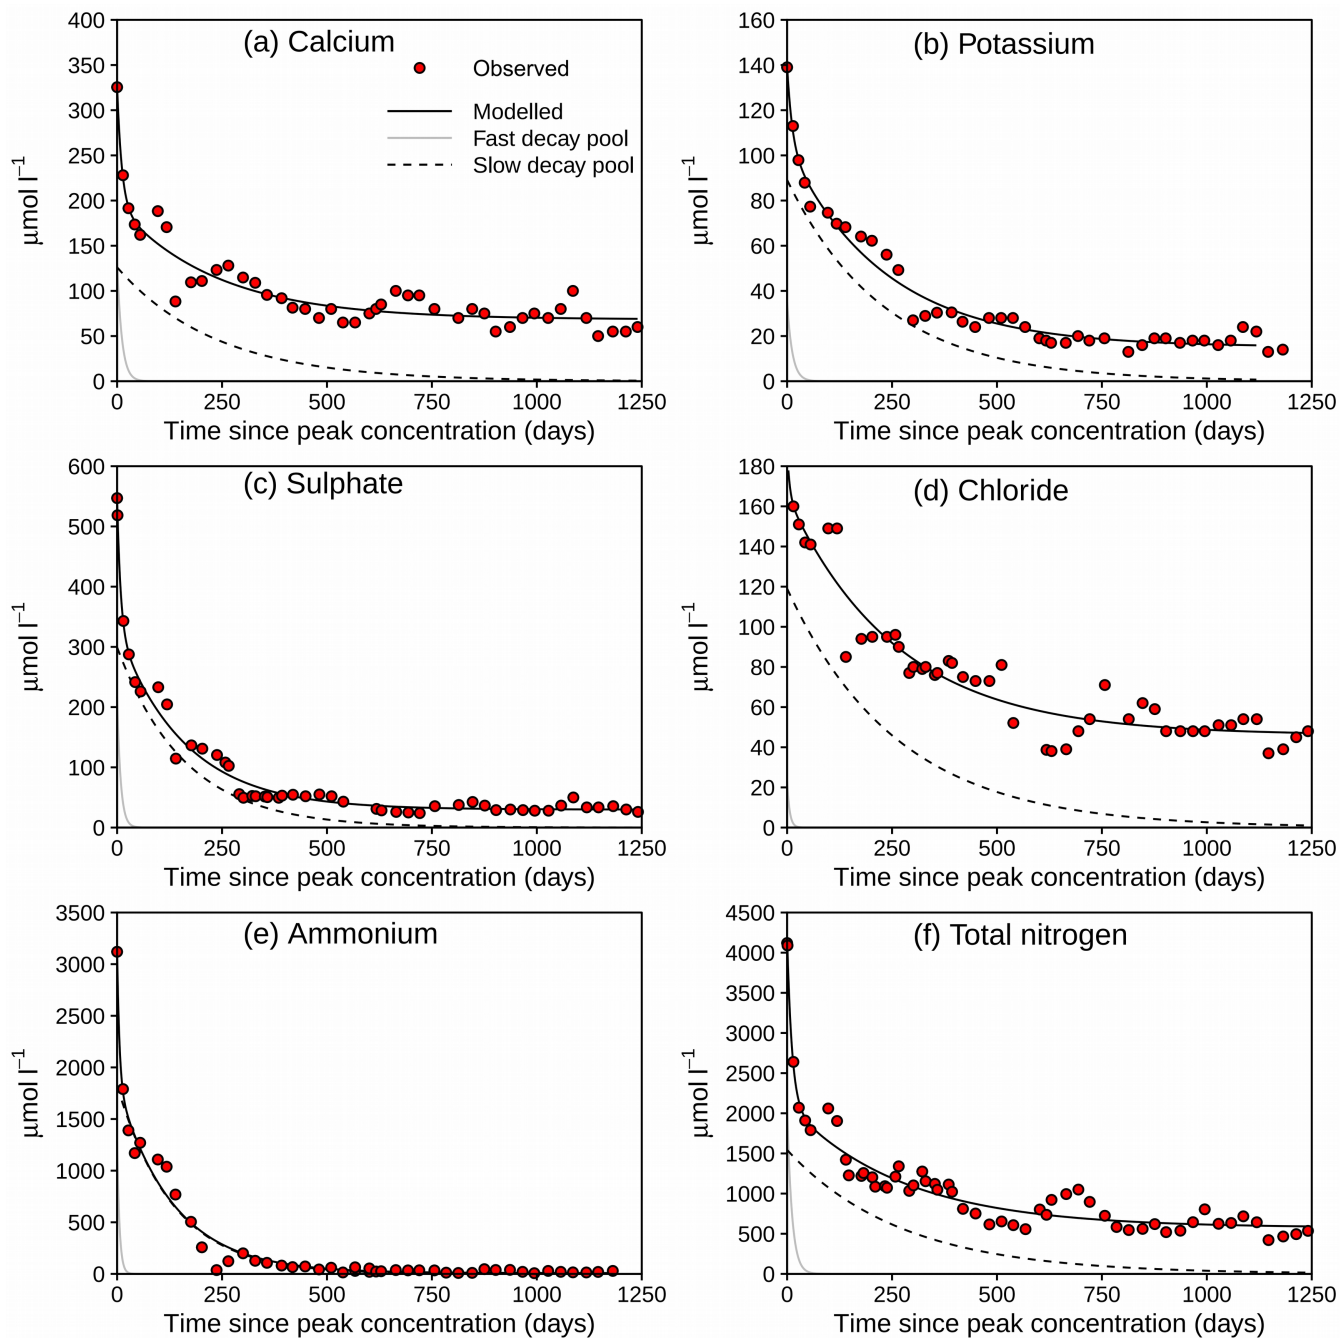 (a) Calcium
400
350
300
250
200
150
100
50
0
µmol l⁻¹
Observed
Modelled
Fast decay pool
Slow decay pool
0 250 500 750 1000 1250
Time since peak concentration (days)
(b) Potassium
160
140
120
100
80
60
40
20
0
µmol l⁻¹
0 250 500 750 1000 1250
Time since peak concentration (days)
(c) Sulphate
600
500
400
300
200
100
0
µmol l⁻¹
0 250 500 750 1000 1250
Time since peak concentration (days)
(d) Chloride
180
160
140
120
100
80
60
40
20
0
µmol l⁻¹
0 250 500 750 1000 1250
Time since peak concentration (days)
(e) Ammonium
3500
3000
2500
2000
1500
1000
500
0
µmol l⁻¹
0 250 500 750 1000 1250
Time since peak concentration (days)
(f) Total nitrogen
4500
4000
3500
3000
2500
2000
1500
1000
500
0
µmol l⁻¹
0 250 500 750 1000 1250
Time since peak concentration (days)